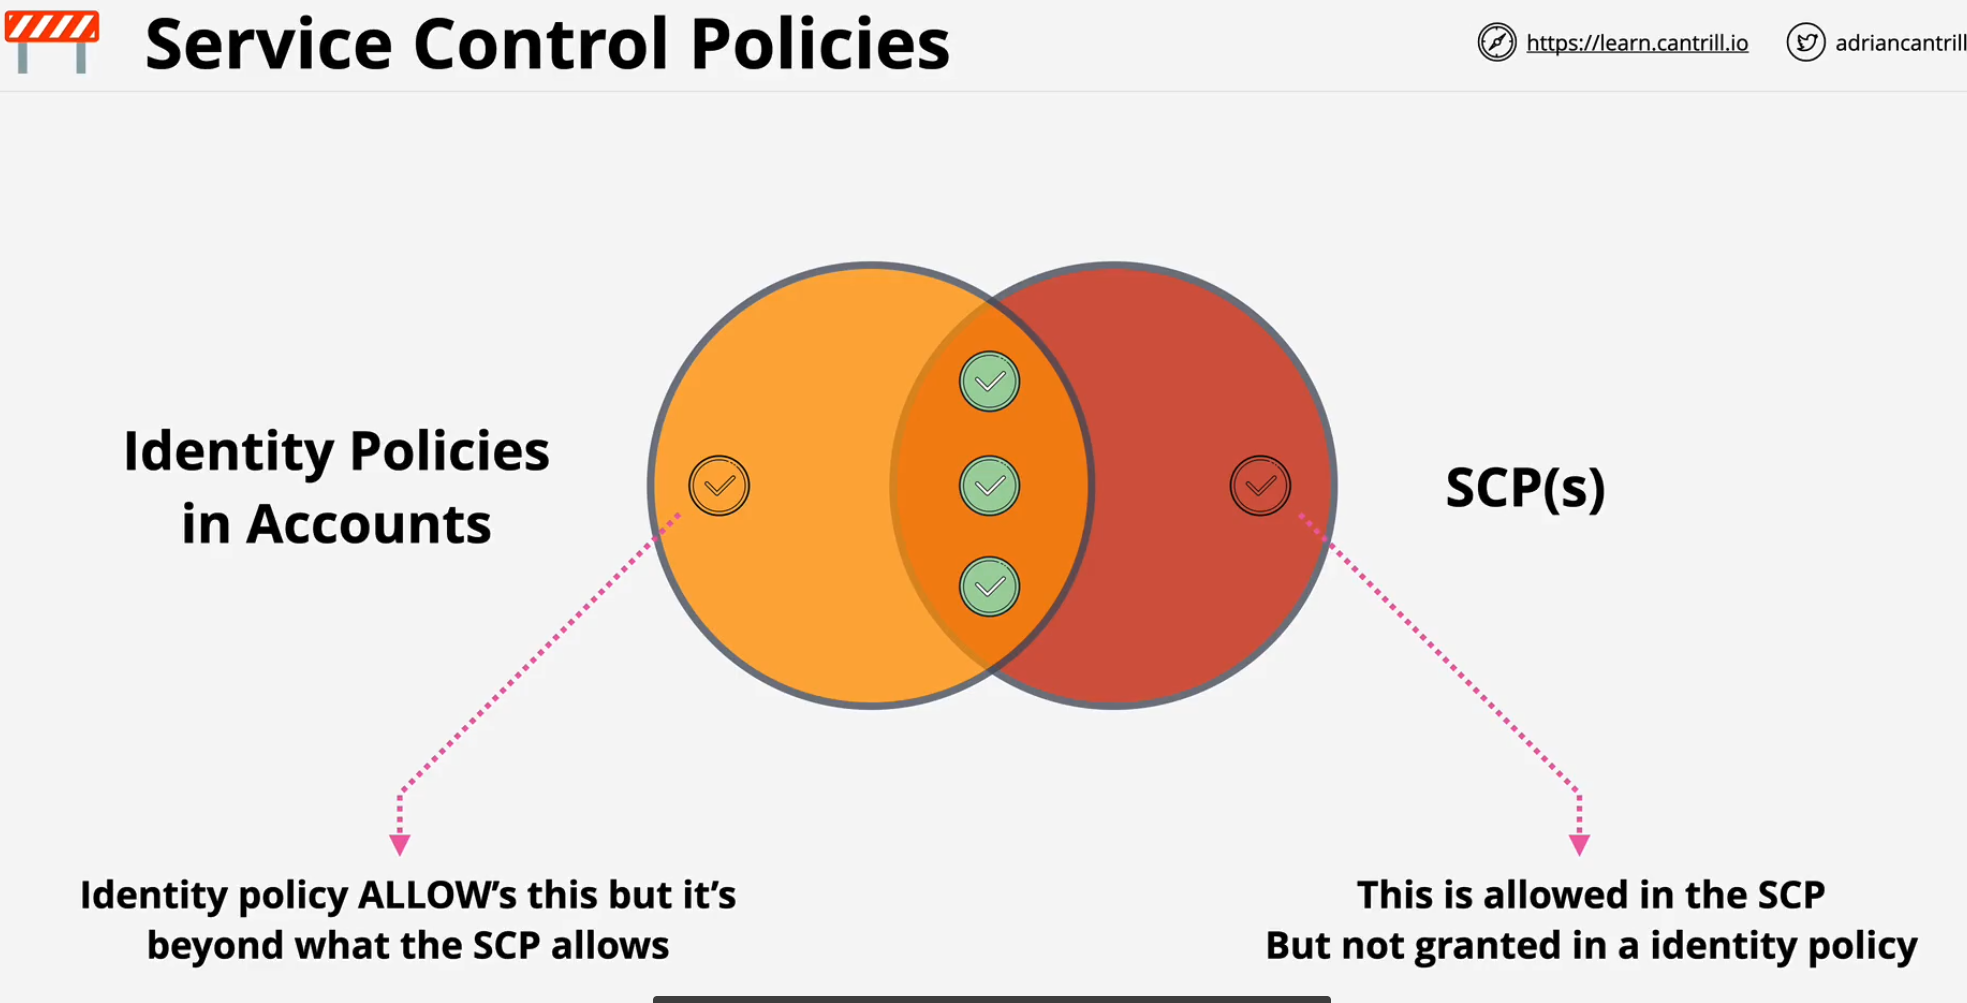 Service Control Policies
https://learn.cantrill.io
adriancantrill
Identity Policies
in Accounts
SCP(s)
Identity policy ALLOW’s this but it’s
beyond what the SCP allows
This is allowed in the SCP
But not granted in a identity policy